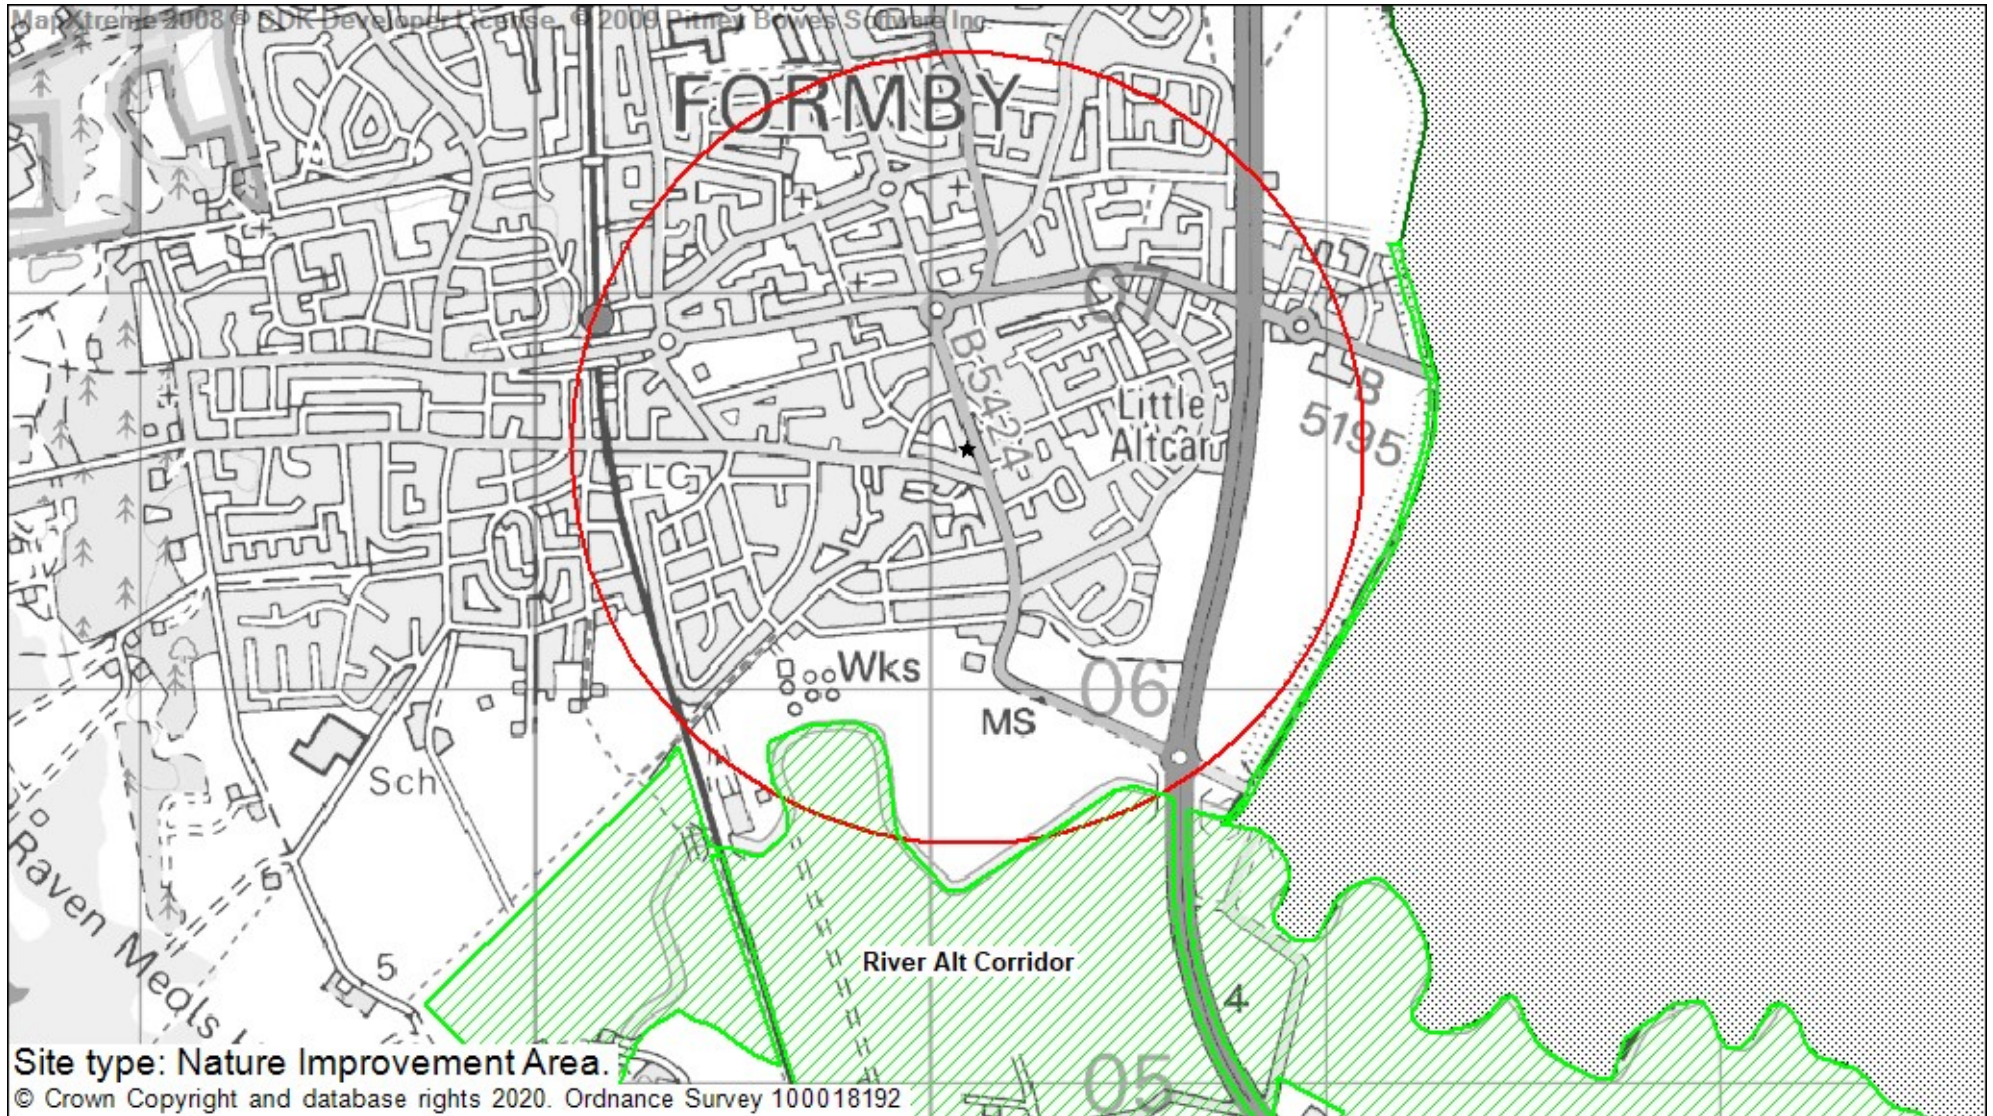 MapXtreme 2008 © SDK Developer License. © 2009 Pitney Bowes Software Inc.
FORMBY
07
B 5424
Little
Altcar
B
5195
LC
Wks
06
MS
Sch
Raven Meols
5
River Alt Corridor
4
05
Site type: Nature Improvement Area.
© Crown Copyright and database rights 2020. Ordnance Survey 100018192